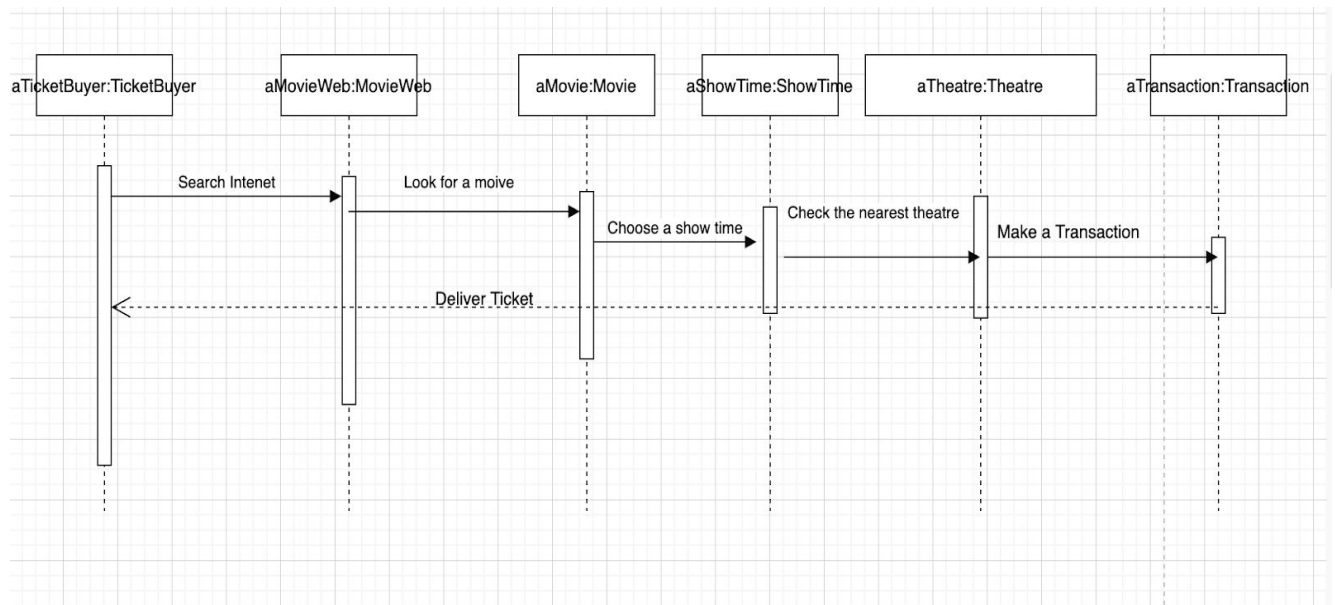 aTicketBuyer:TicketBuyer
aMovieWeb:MovieWeb
aMovie:Movie
aShowTime:ShowTime
aTheatre:Theatre
aTransaction:Transaction
Search Intenet
Look for a moive
Choose a show time
Check the nearest theatre
Make a Transaction
Deliver Ticket